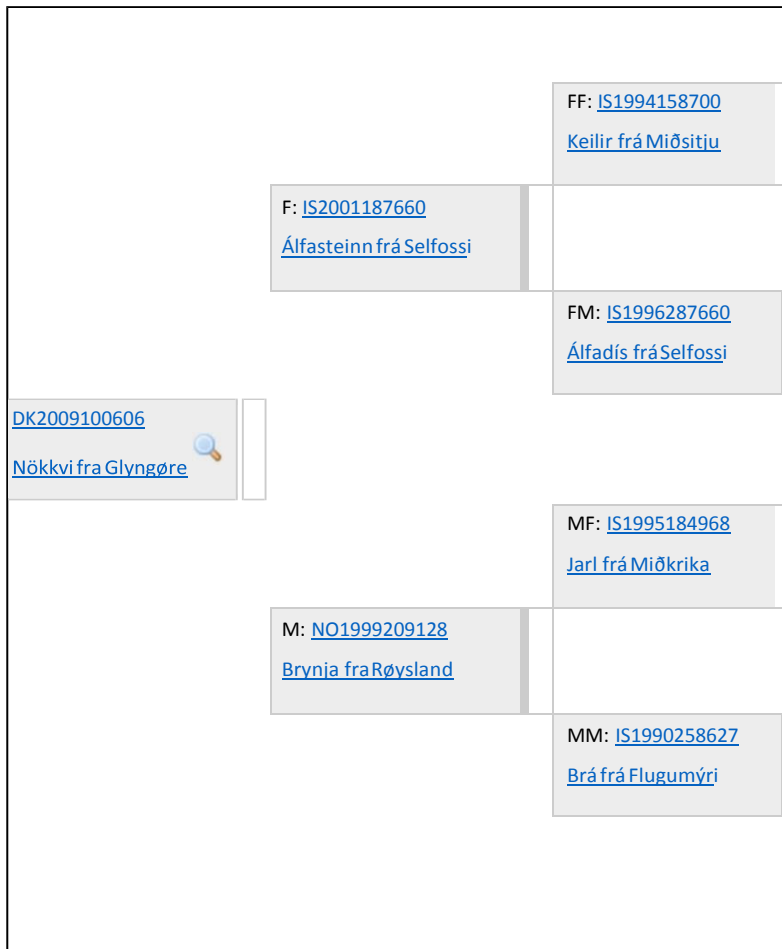 FF: IS1994158700
Keilir frá Miðsitju
F: IS2001187660
Álfasteinn frá Selfossi
FM: IS1996287660
Álfadís frá Selfossi
DK2009100606
Nökkvi fra Glyngøre
MF: IS1995184968
Jarl frá Miðkrika
M: NO1999209128
Brynja fra Røysland
MM: IS1990258627
Brá frá Flugumýri